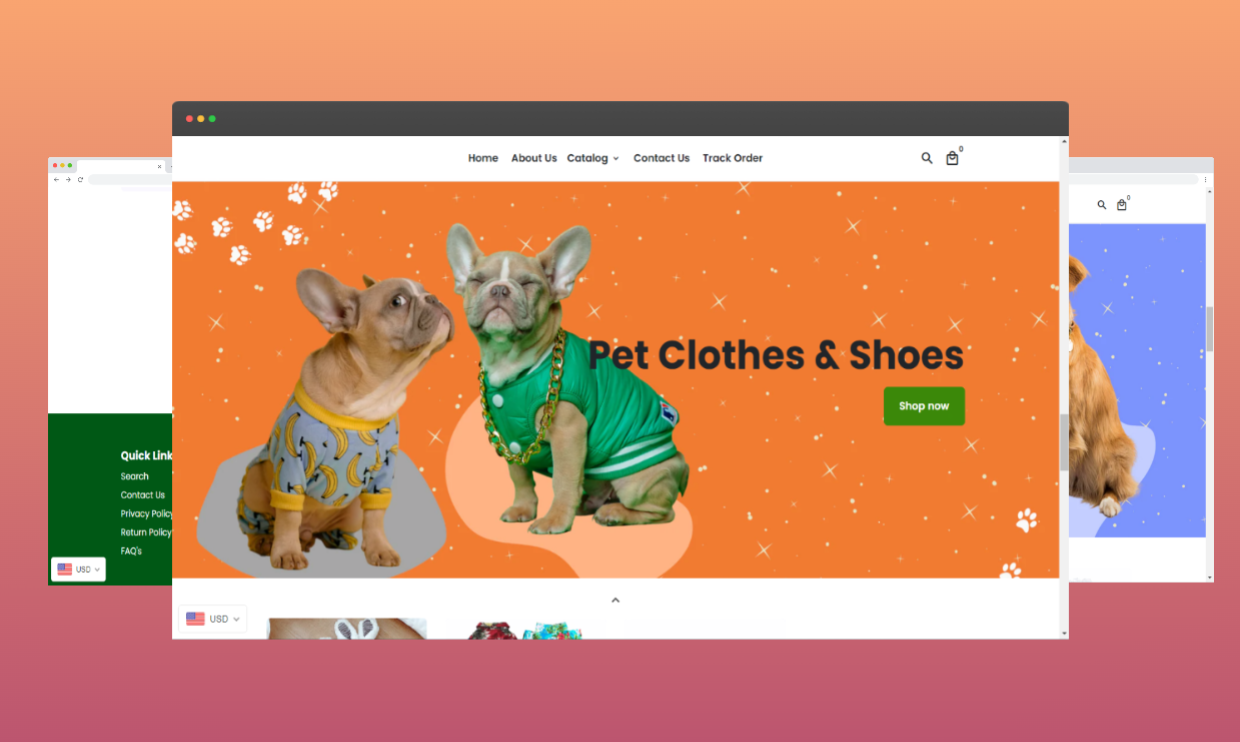 Home About Us Catalog Contact Us Track Order
0
0
Pet Clothes & Shoes
Shop now
Quick Link
Search
Contact Us
Privacy Policy
Return Policy
FAQ's
USD
USD